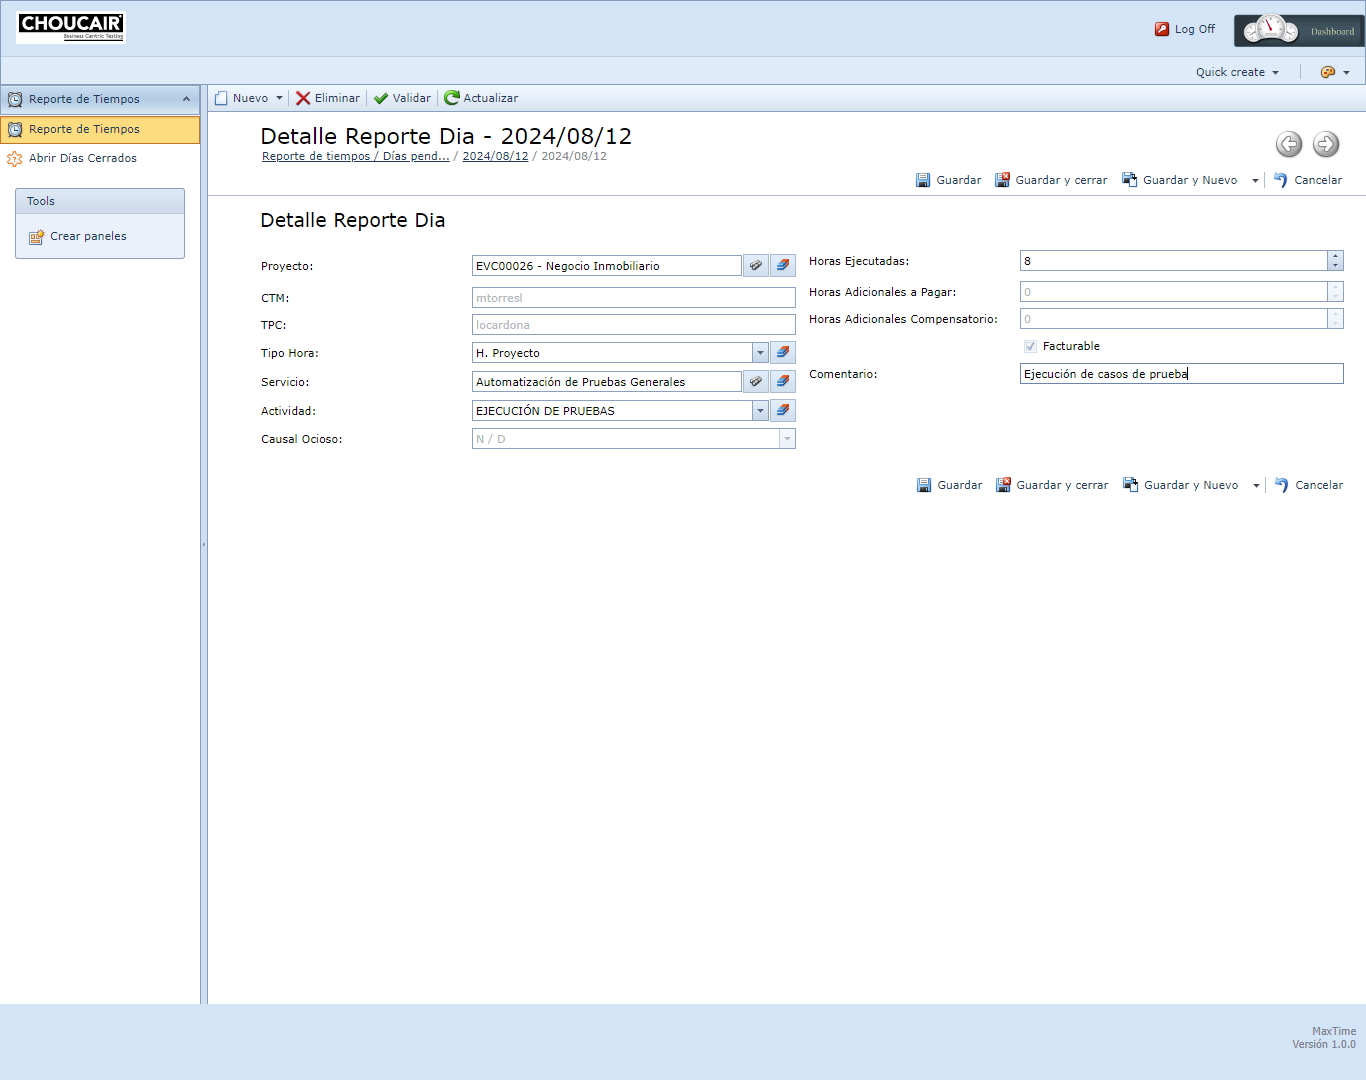 CHOUCAIR
Business Centric Testing
Log Off
Dashboard
Quick create
Reporte de Tiempos
Reporte de Tiempos
Abrir Días Cerrados
Tools
Crear paneles
Nuevo Eliminar Validar Actualizar
Detalle Reporte Dia - 2024/08/12
Reporte de tiempos / Días pend... / 2024/08/12 / 2024/08/12
Guardar Guardar y cerrar Guardar y Nuevo Cancelar
Detalle Reporte Dia
Proyecto: EVC00026 - Negocio Inmobiliario
CTM: mtorresl
TPC: locardona
Tipo Hora: H. Proyecto
Servicio: Automatización de Pruebas Generales
Actividad: EJECUCIÓN DE PRUEBAS
Causal Ocioso: N / D
Horas Ejecutadas: 8
Horas Adicionales a Pagar: 0
Horas Adicionales Compensatorio: 0
Facturable
Comentario: Ejecución de casos de prueba
Guardar Guardar y cerrar Guardar y Nuevo Cancelar
MaxTime
Versión 1.0.0